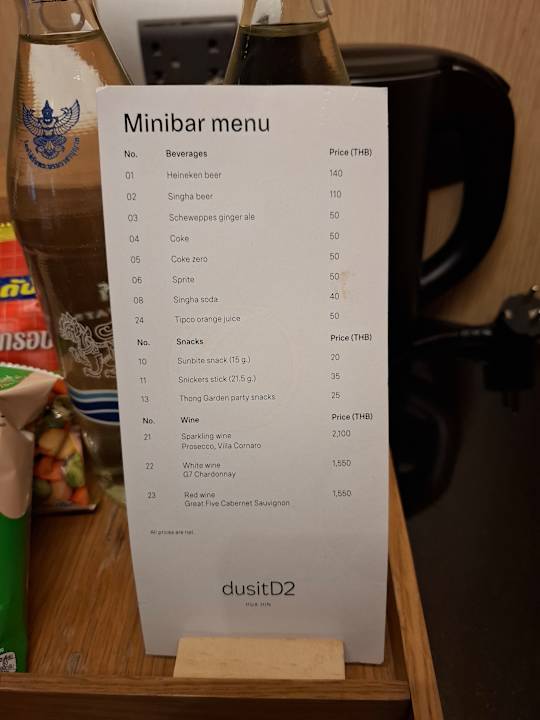 Minibar menu
No. Beverages Price (THB)
01 Heineken beer 140
02 Singha beer 110
03 Scheweppes ginger ale 50
04 Coke 50
05 Coke zero 50
06 Sprite 50
08 Singha soda 40
24 Tipco orange juice 50
No. Snacks Price (THB)
10 Sunbite snack (15 g.) 20
11 Snickers stick (21.5 g.) 35
13 Thong Garden party snacks 25
No. Wine Price (THB)
21 Sparkling wine 2,100
Prosecco, Villa Cornaro
22 White wine 1,550
G7 Chardonnay
23 Red wine 1,550
Great Five Cabernet Sauvignon
All prices are net.
dusitD2
HUA HIN